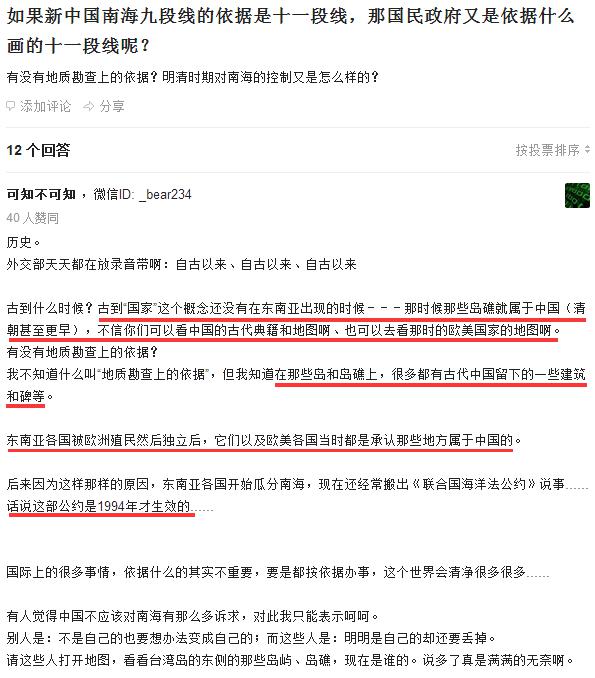 如果新中国南海九段线的依据是十一段线，那国民政府又是依据什么
画的十一段线呢？
有没有地质勘查上的依据？明清时期对南海的控制又是怎么样的？
添加评论 分享
12 个回答 按投票排序
可知不可知 ，微信ID: _bear234
40 人赞同
历史。
外交部天天都在放录音带啊：自古以来、自古以来、自古以来
古到什么时候？古到“国家”这个概念还没有在东南亚出现的时候－－－那时候那些岛礁就属于中国（清
朝甚至更早），不信你们可以看中国的古代典籍和地图啊、也可以去看那时的欧美国家的地图啊。
有没有地质勘查上的依据？
我不知道什么叫“地质勘查上的依据”，但我知道在那些岛和岛礁上，很多都有古代中国留下的一些建筑
和碑等。
东南亚各国被欧洲殖民然后独立后，它们以及欧美各国当时都是承认那些地方属于中国的。
后来因为这样那样的原因，东南亚各国开始瓜分南海，现在还经常搬出《联合国海洋法公约》说事……
话说这部公约是1994年才生效的……
国际上的很多事情，依据什么的其实不重要，要是都按依据办事，这个世界会清净很多很多……
有人觉得中国不应该对南海有那么多诉求，对此我只能表示呵呵。
别人是：不是自己的也要想办法变成自己的；而这些人是：明明是自己的却还要丢掉。
请这些人打开地图，看看台湾岛的东侧的那些岛屿、岛礁，现在是谁的。说多了真是满满的无奈啊。